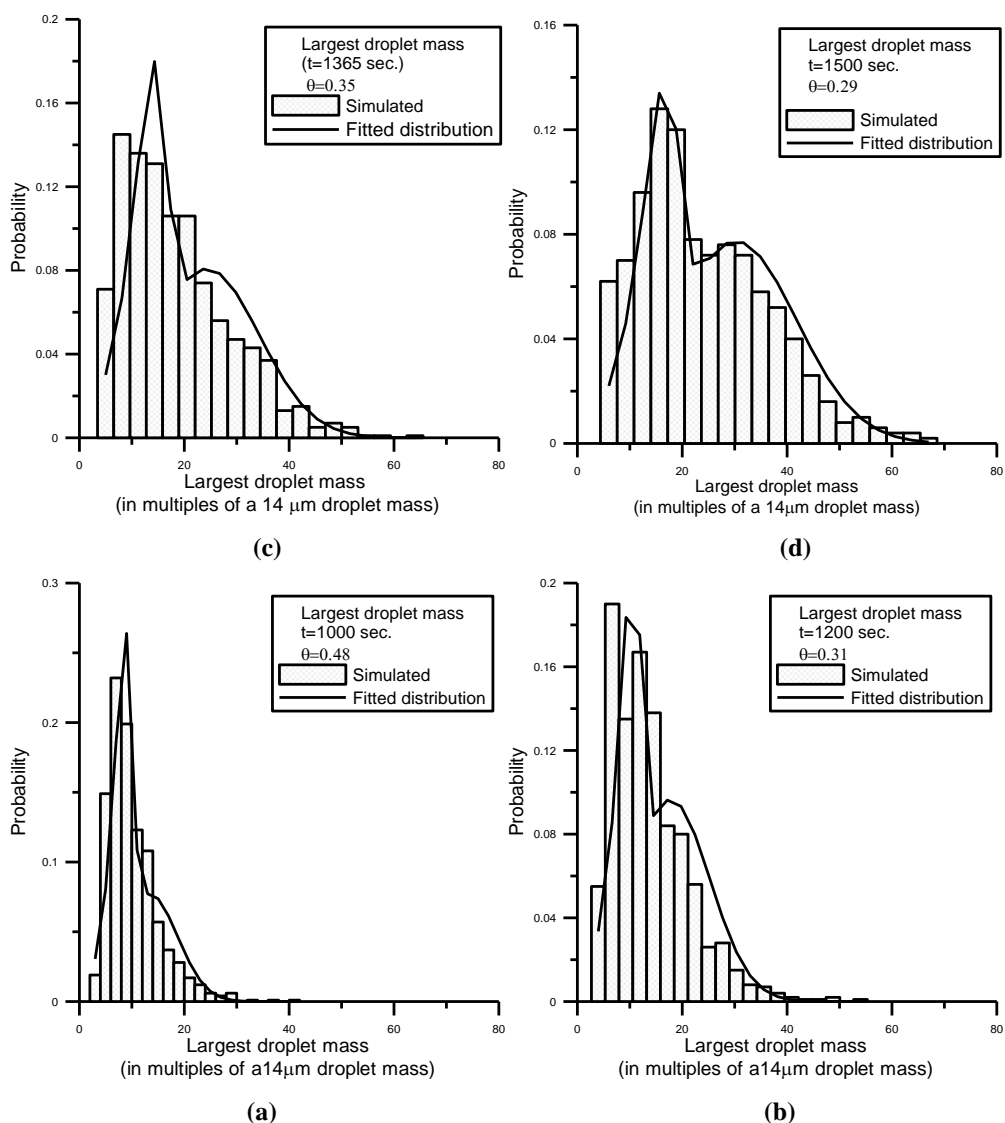 0.2
0.16
0.12
0.08
0.04
0
Probability
Largest droplet mass
(t=1365 sec.)
θ=0.35
Simulated
Fitted distribution
0 20 40 60 80
Largest droplet mass
(in multiples of a 14 μm droplet mass)
(c)
0.16
0.12
0.08
0.04
0
Probability
Largest droplet mass
t=1500 sec.
θ=0.29
Simulated
Fitted distribution
0 20 40 60 80
Largest droplet mass
(in multiples of a 14μm droplet mass)
(d)
0.3
0.2
0.1
0
Probability
Largest droplet mass
t=1000 sec.
θ=0.48
Simulated
Fitted distribution
0 20 40 60 80
Largest droplet mass
(in multiples of a14μm droplet mass)
(a)
0.2
0.16
0.12
0.08
0.04
0
Probability
Largest droplet mass
t=1200 sec.
θ=0.31
Simulated
Fitted distribution
0 20 40 60 80
Largest droplet mass
(in multiples of a14μm droplet mass)
(b)